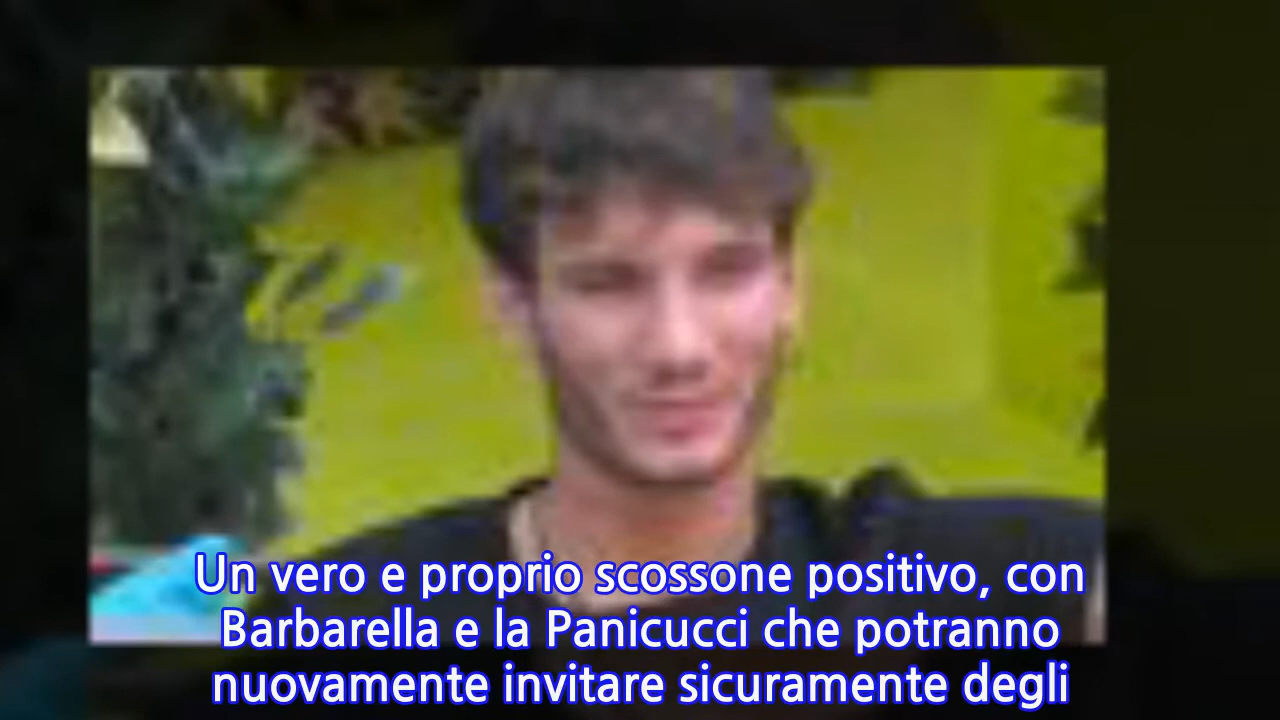 Un vero e proprio scossone positivo, con
Barbarella e la Panicucci che potranno
nuovamente invitare sicuramente degli